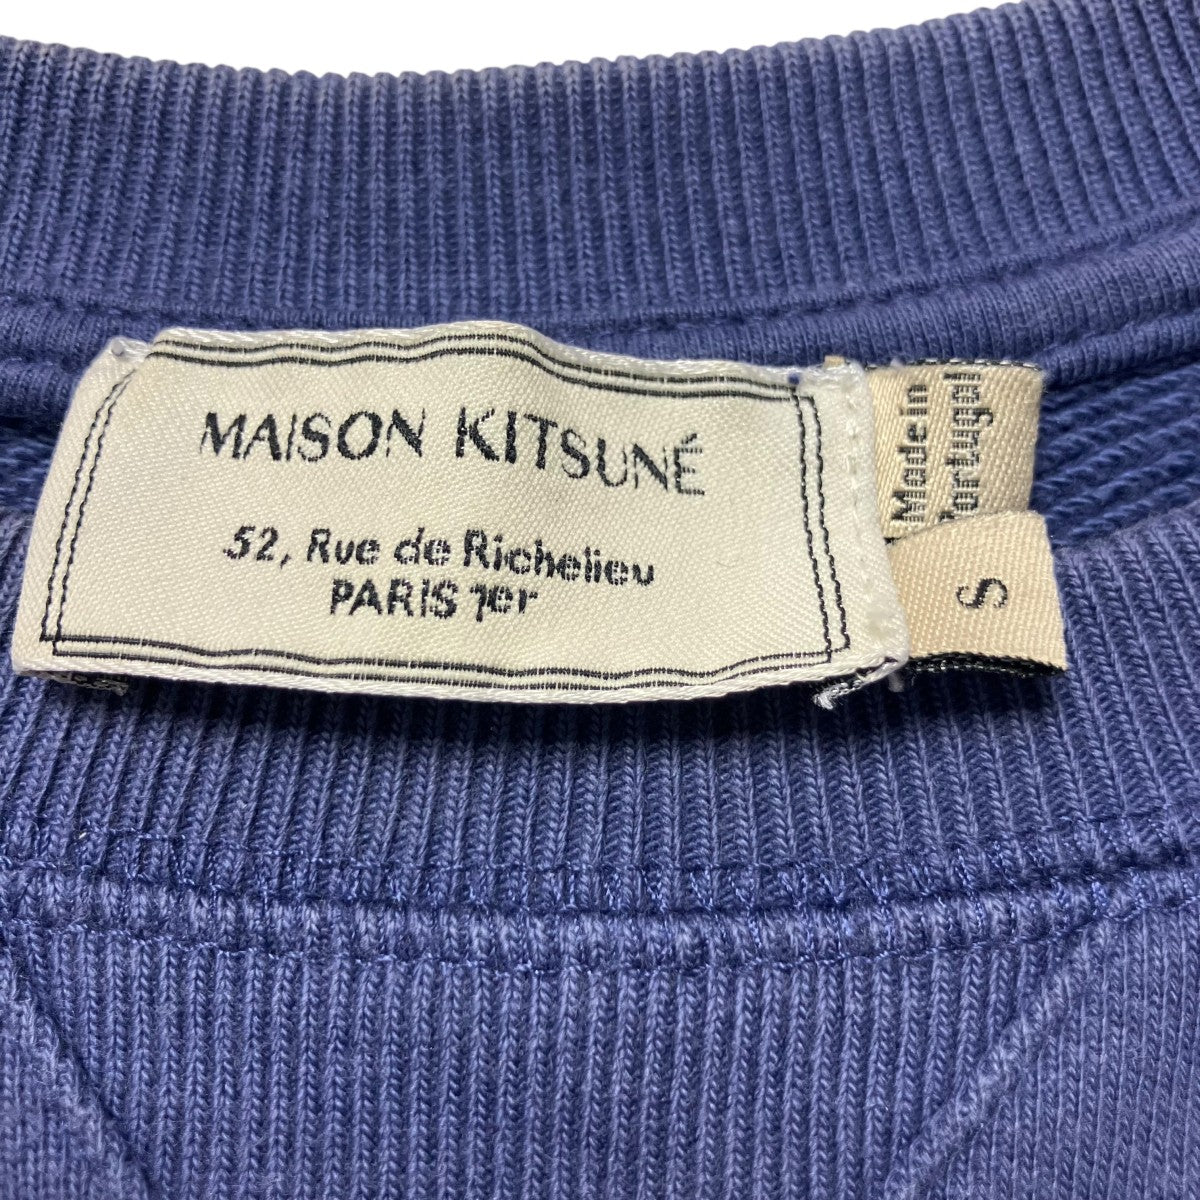 MAISON KITSUNÉ
52, Rue de Richelieu
PARIS 1er
Made in
Portugal
S